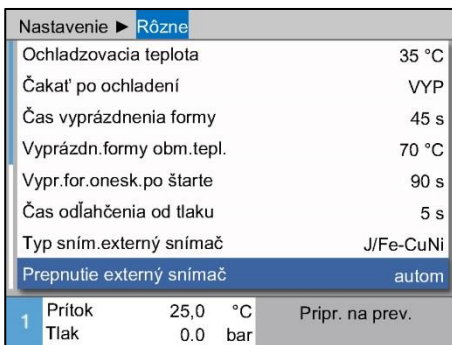 Nastavenie ► Rôzne
Ochladzovacia teplota 35 °C
Čakať po ochladení VYP
Čas vyprázdnenia formy 45 s
Vyprázdn.formy obm.tepl. 70 °C
Vypr.for.onesk.po štarte 90 s
Čas odľahčenia od tlaku 5 s
Typ sním.externý snímač J/Fe-CuNi
Prepnutie externý snímač autom
1 Prítok 25,0 °C Pripr. na prev.
Tlak 0.0 bar